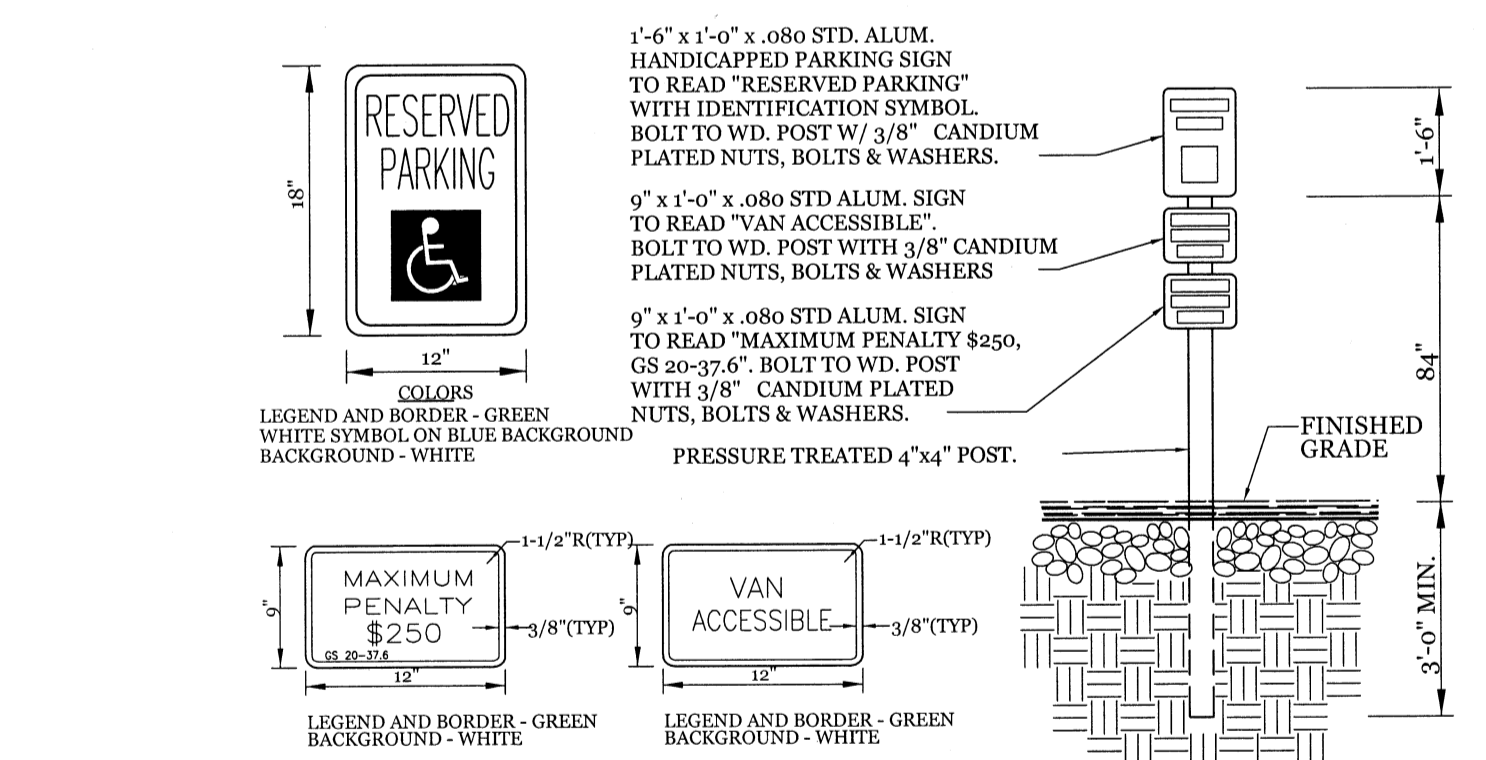 RESERVED
PARKING
18"
12"
COLORS
LEGEND AND BORDER - GREEN
WHITE SYMBOL ON BLUE BACKGROUND
BACKGROUND - WHITE
1'-6" x 1'-0" x .080 STD. ALUM.
HANDICAPPED PARKING SIGN
TO READ "RESERVED PARKING"
WITH IDENTIFICATION SYMBOL.
BOLT TO WD. POST W/ 3/8" CANDIUM
PLATED NUTS, BOLTS & WASHERS.
9" x 1'-0" x .080 STD ALUM. SIGN
TO READ "VAN ACCESSIBLE".
BOLT TO WD. POST WITH 3/8" CANDIUM
PLATED NUTS, BOLTS & WASHERS
9" x 1'-0" x .080 STD ALUM. SIGN
TO READ "MAXIMUM PENALTY $250,
GS 20-37.6". BOLT TO WD. POST
WITH 3/8" CANDIUM PLATED
NUTS, BOLTS & WASHERS.
PRESSURE TREATED 4"x4" POST.
1'-6"
84"
FINISHED
GRADE
3'-0" MIN.
MAXIMUM
PENALTY
$250
GS 20-37.6
9"
12"
1-1/2"R(TYP)
3/8"(TYP)
LEGEND AND BORDER - GREEN
BACKGROUND - WHITE
VAN
ACCESSIBLE
9"
12"
1-1/2"R(TYP)
3/8"(TYP)
LEGEND AND BORDER - GREEN
BACKGROUND - WHITE